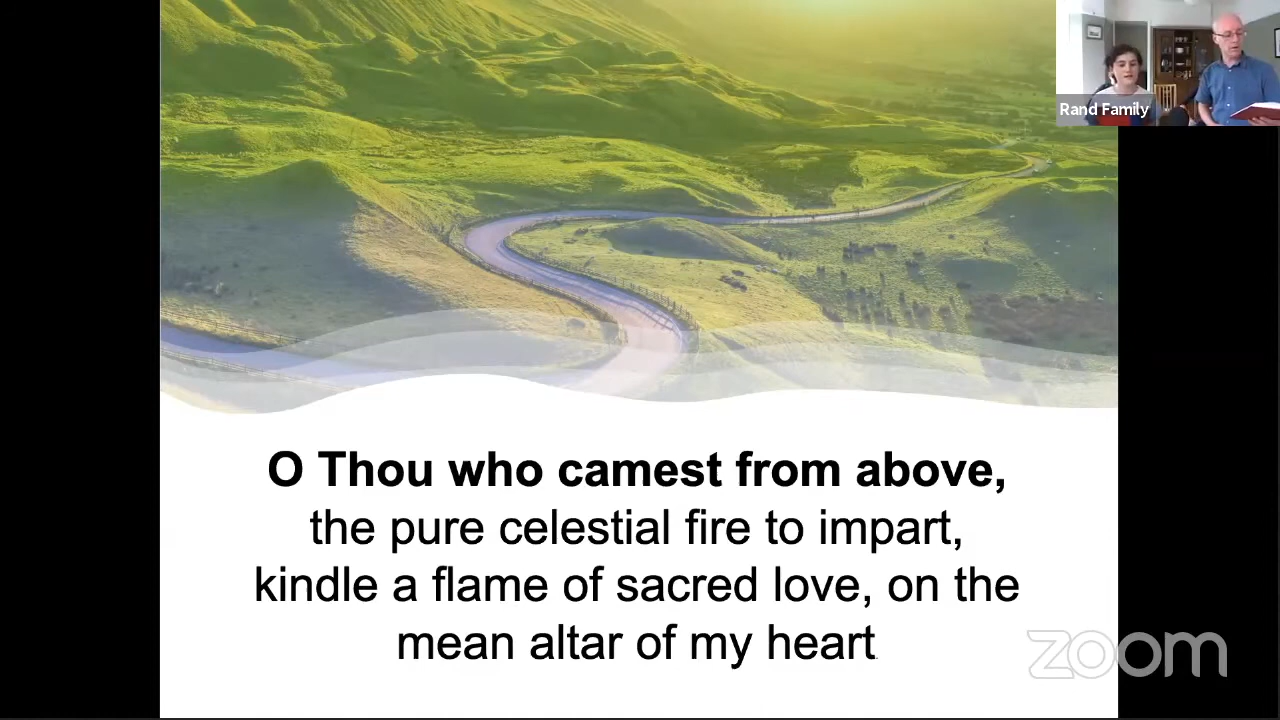 Rand Family
O Thou who camest from above,
the pure celestial fire to impart,
kindle a flame of sacred love, on the
mean altar of my heart
zoom